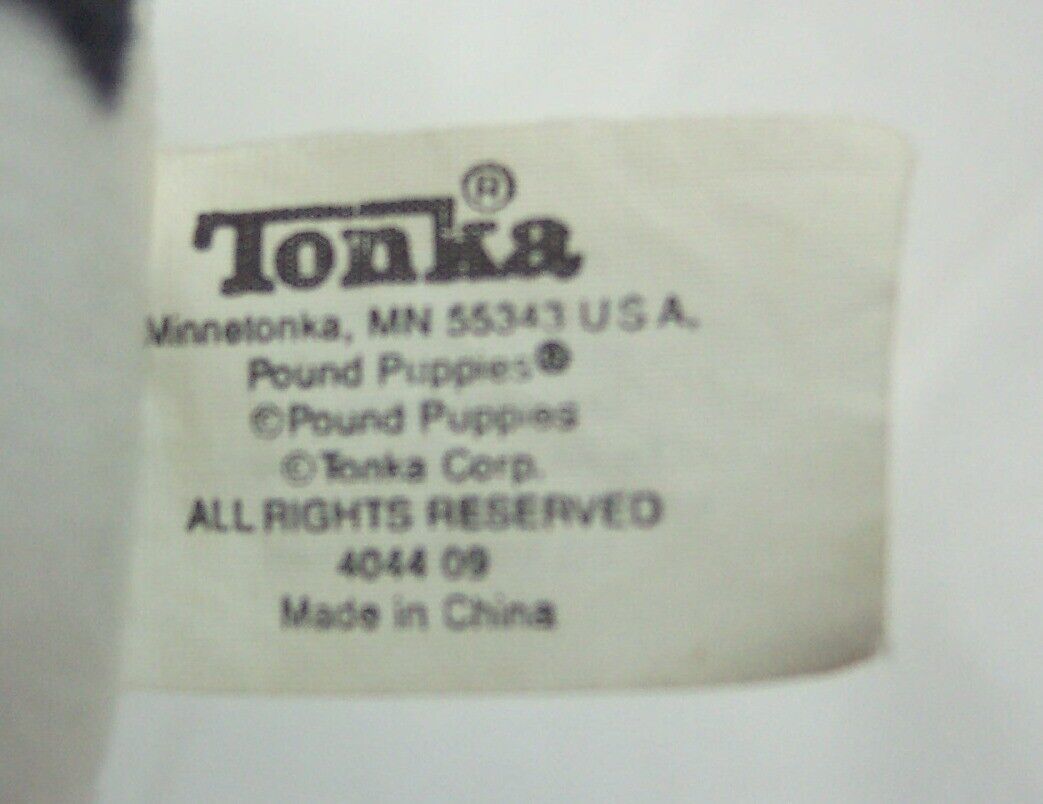 Tonka®
Minnetonka, MN 55343 U S A.
Pound Puppies®
©Pound Puppies
©Tonka Corp.
ALL RIGHTS RESERVED
4044 09
Made in China